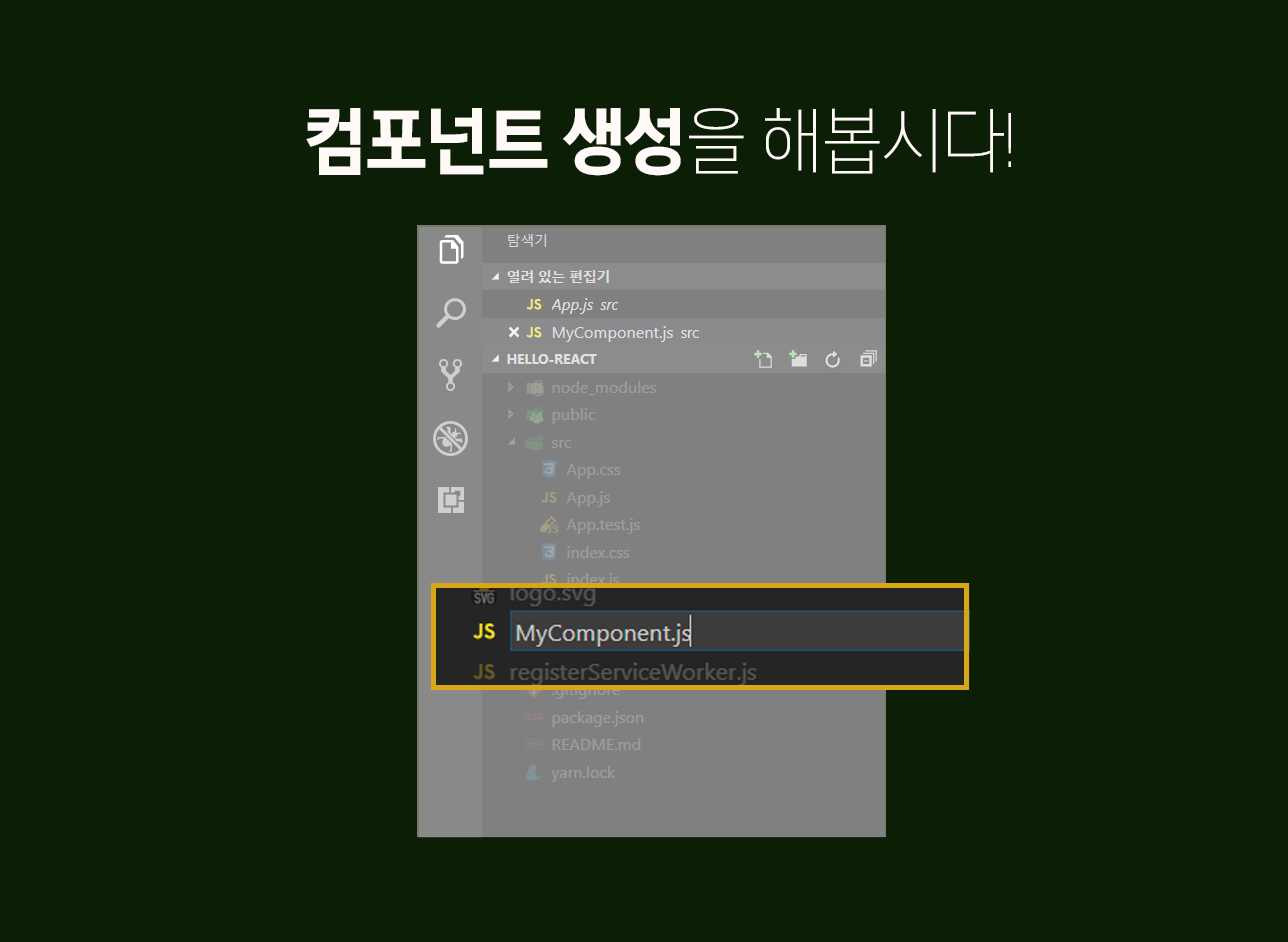 컴포넌트 생성을 해봅시다!
탐색기
열려 있는 편집기
JS App.js src
JS MyComponent.js src
HELLO-REACT
node_modules
public
src
App.css
JS App.js
App.test.js
index.css
JS index.js
SVG logo.svg
JS MyComponent.js
JS registerServiceWorker.js
.gitignore
package.json
README.md
yarn.lock